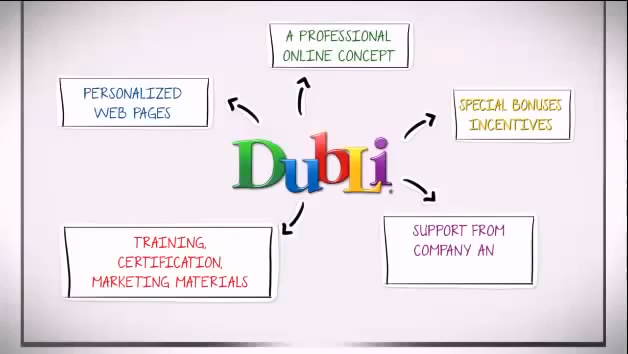 A PROFESSIONAL
ONLINE CONCEPT
PERSONALIZED
WEB PAGES
SPECIAL BONUSES
INCENTIVES
DubLi
TRAINING,
CERTIFICATION,
MARKETING MATERIALS
SUPPORT FROM
COMPANY AN